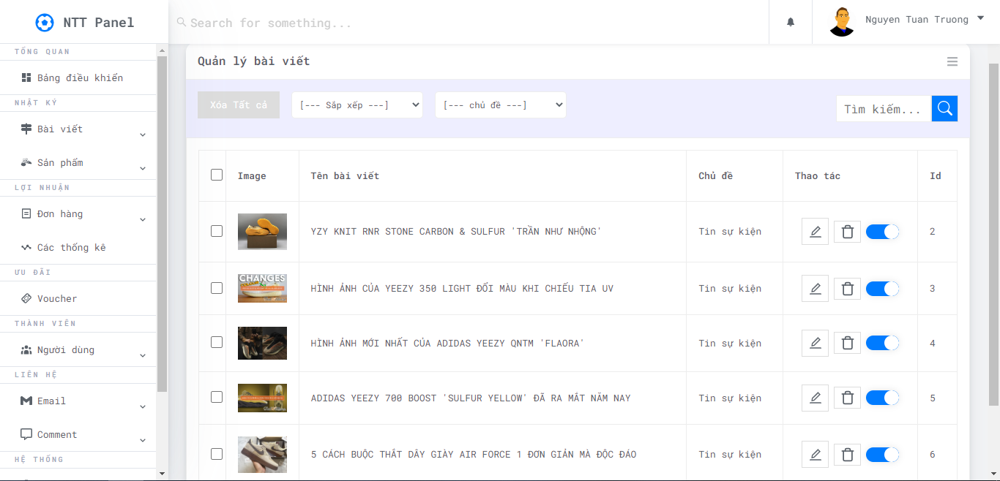 NTT Panel
Search for something...
Nguyen Tuan Truong
TỔNG QUAN
Bảng điều khiển
NHẬT KÝ
Bài viết
Sản phẩm
LỢI NHUẬN
Đơn hàng
Các thống kê
ƯU ĐÃI
Voucher
THÀNH VIÊN
Người dùng
LIÊN HỆ
Email
Comment
HỆ THỐNG
Quản lý bài viết
Xóa Tất cả
[--- Sắp xếp ---]
[--- chủ đề ---]
Tìm kiếm...
Image Tên bài viết Chủ đề Thao tác Id
YZY KNIT RNR STONE CARBON & SULFUR 'TRẦN NHƯ NHỘNG' Tin sự kiện 2
CHANGES
HÌNH ẢNH CỦA YEEZY 350 LIGHT ĐỔI MÀU KHI CHIẾU TIA UV Tin sự kiện 3
HÌNH ẢNH MỚI NHẤT CỦA ADIDAS YEEZY QNTM 'FLAORA' Tin sự kiện 4
ADIDAS YEEZY 700 BOOST 'SULFUR YELLOW' ĐÃ RA MẮT NĂM NAY Tin sự kiện 5
5 CÁCH BUỘC THẮT DÂY GIÀY AIR FORCE 1 ĐƠN GIẢN MÀ ĐỘC ĐÁO Tin sự kiện 6